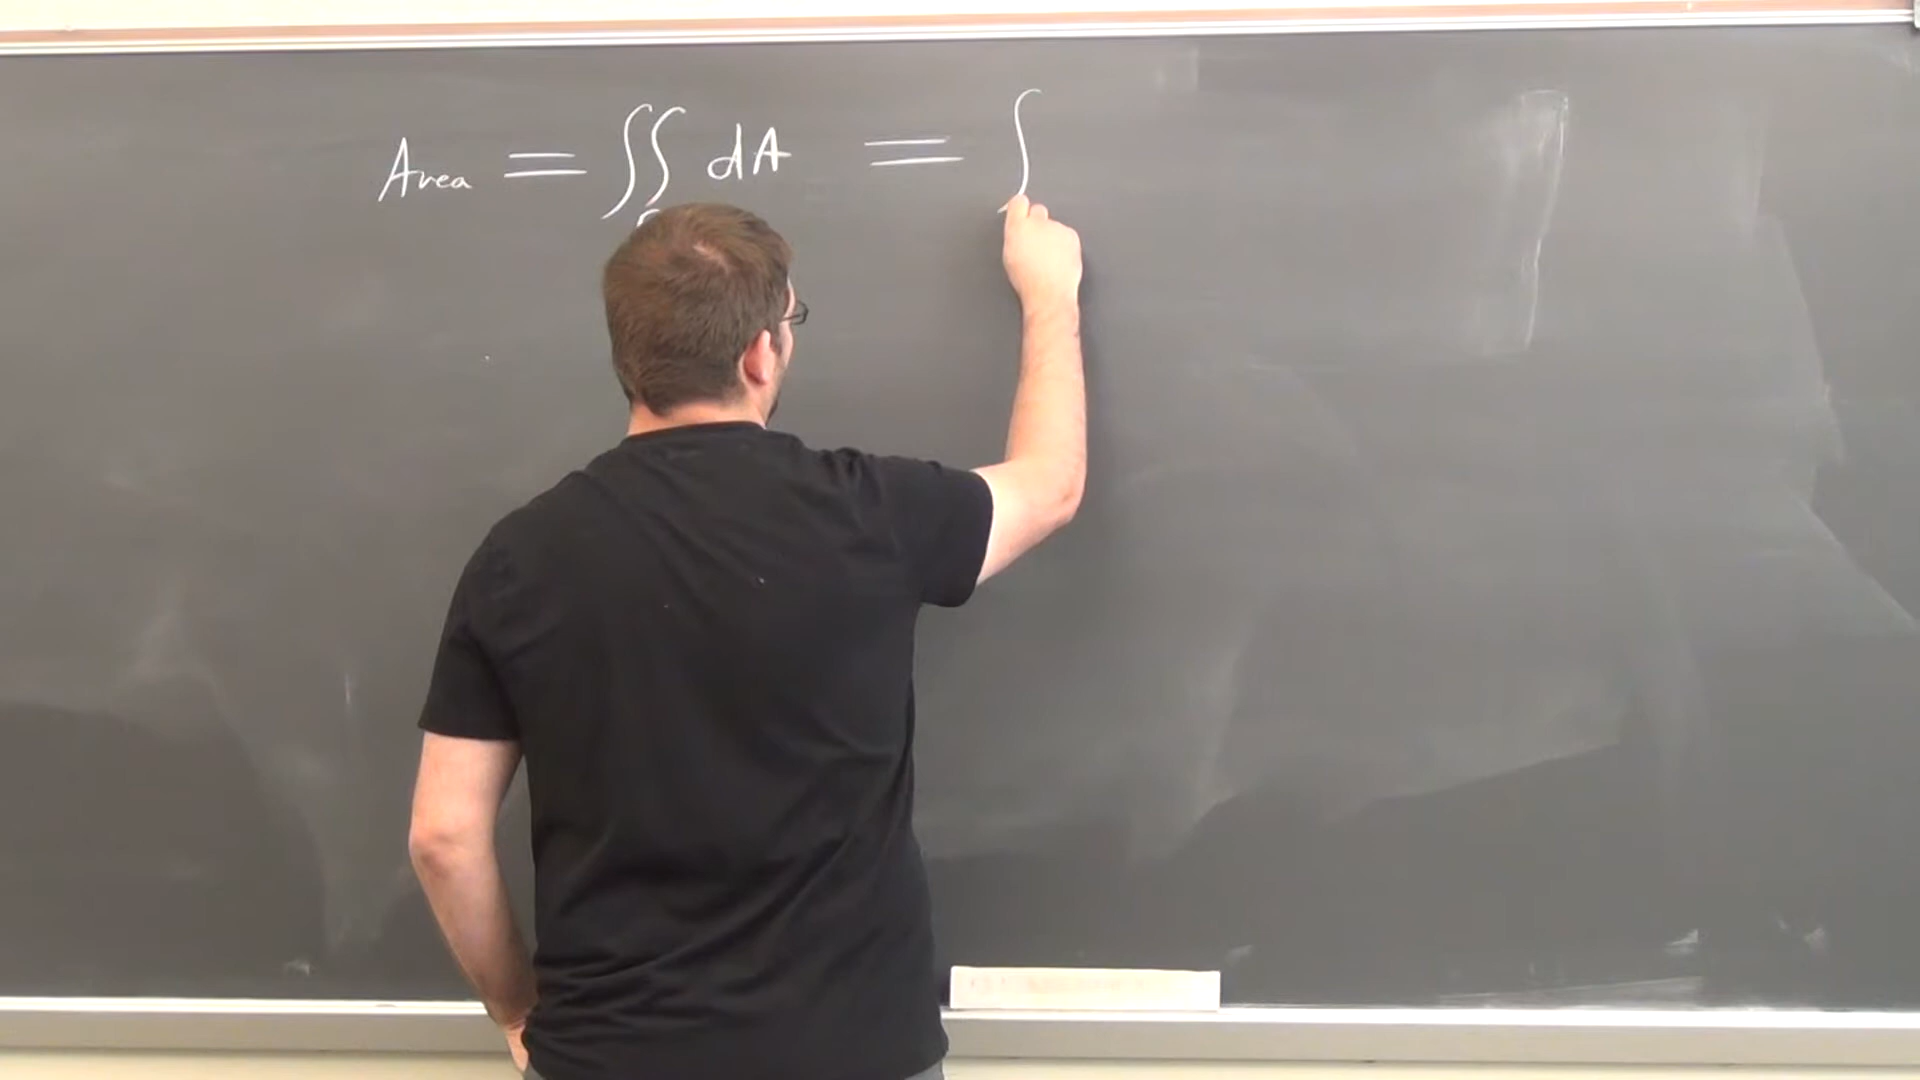 Area = ∬ dA = ∫